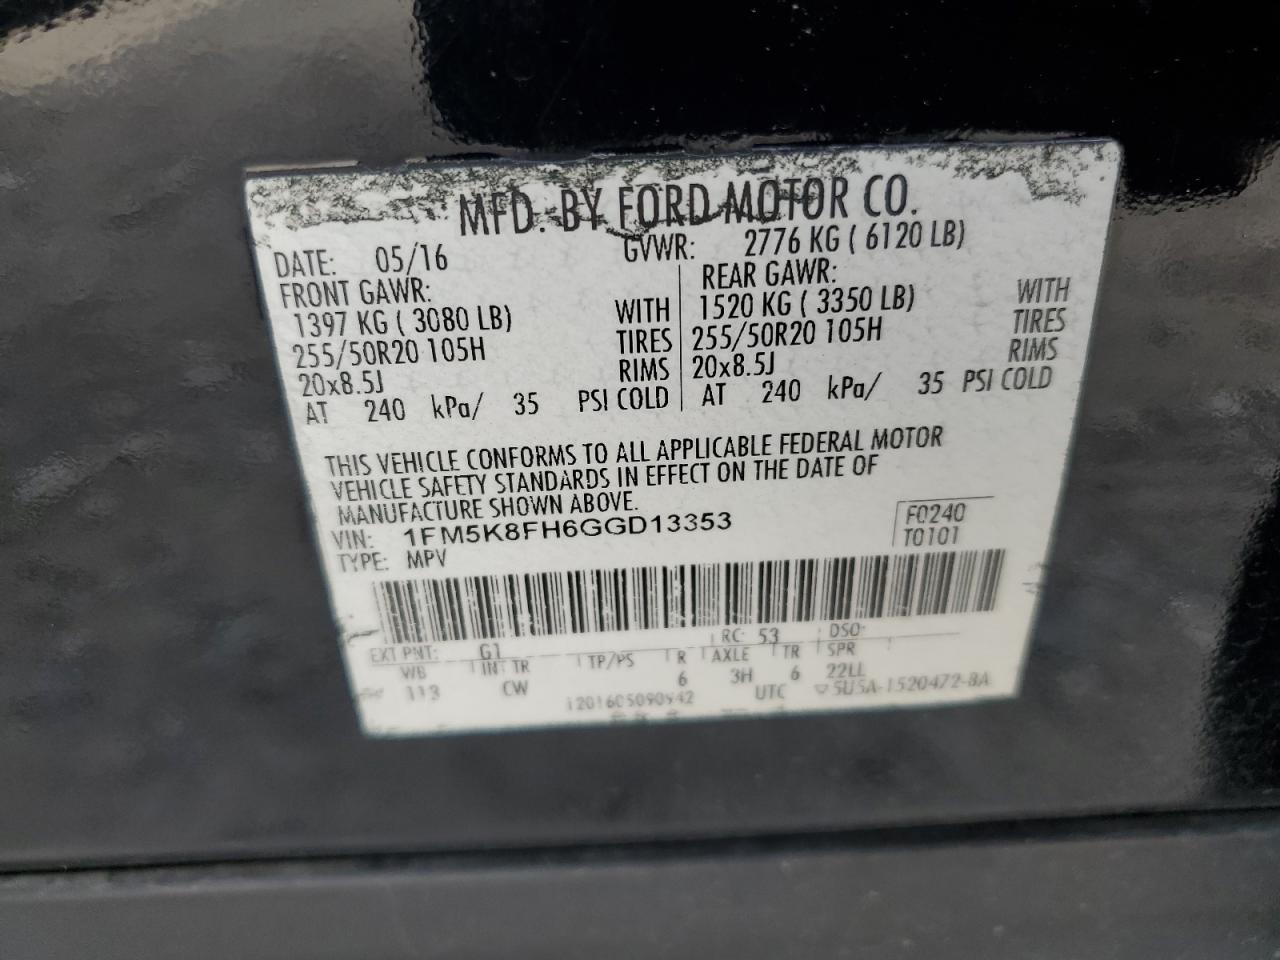 MFD. BY FORD MOTOR CO.
DATE: 05/16 GVWR: 2776 KG ( 6120 LB)
FRONT GAWR:
1397 KG ( 3080 LB) WITH
255/50R20 105H TIRES
20x8.5J RIMS
AT 240 kPa/ 35 PSI COLD
REAR GAWR:
1520 KG ( 3350 LB) WITH
255/50R20 105H TIRES
20x8.5J RIMS
AT 240 kPa/ 35 PSI COLD
THIS VEHICLE CONFORMS TO ALL APPLICABLE FEDERAL MOTOR
VEHICLE SAFETY STANDARDS IN EFFECT ON THE DATE OF
MANUFACTURE SHOWN ABOVE.
VIN: 1FM5K8FH6GGD13353
TYPE: MPV
F0240
T0101
EXT PNT: G1 RC: 53 DSO:
WB INT TR TP/PS R AXLE TR SPR
113 CW 6 3H 6 22LL
UTC 5U5A-1520472-BA